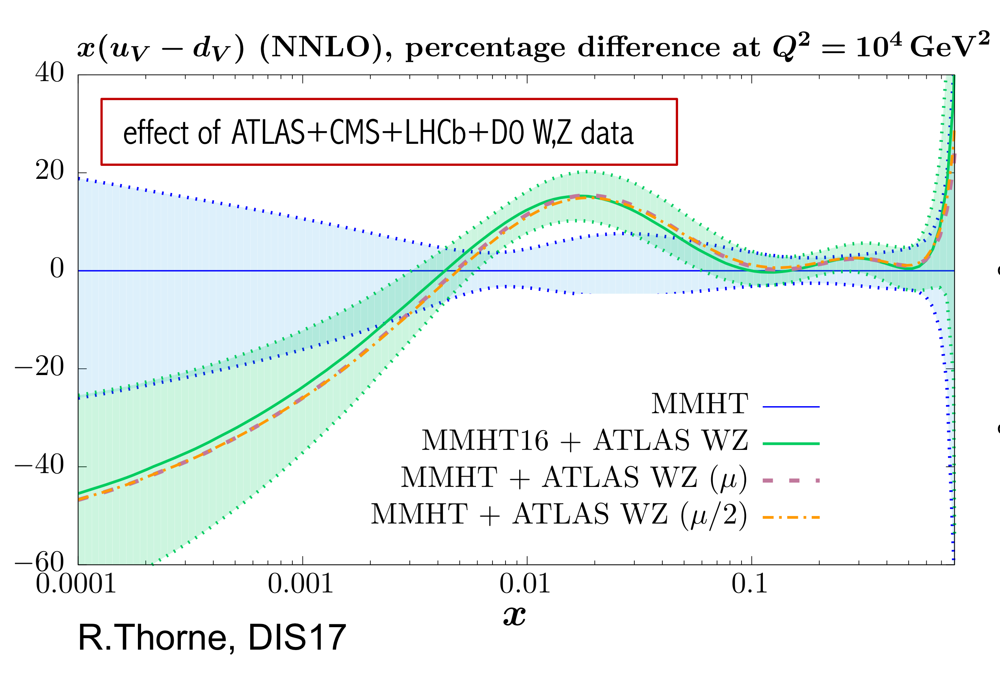 x(u_V − d_V) (NNLO), percentage difference at Q² = 10⁴ GeV²
40
effect of ATLAS+CMS+LHCb+D0 W,Z data
20
0
−20
MMHT
MMHT16 + ATLAS WZ
−40
MMHT + ATLAS WZ (μ)
MMHT + ATLAS WZ (μ/2)
−60
0.0001 0.001 0.01 0.1
x
R.Thorne, DIS17